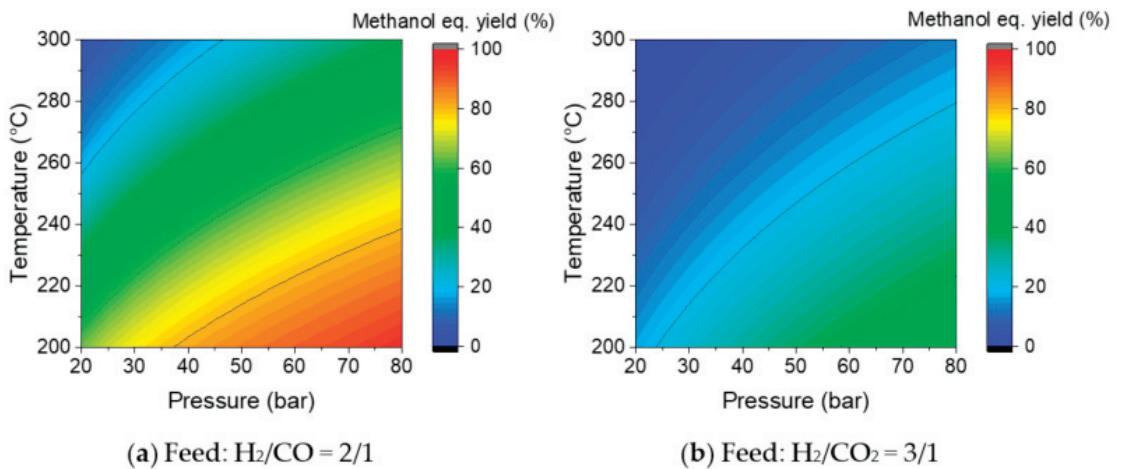 Methanol eq. yield (%)
300
280
260
240
220
200
Temperature (°C)
20 30 40 50 60 70 80
Pressure (bar)
100
80
60
40
20
0
(a) Feed: H₂/CO = 2/1
Methanol eq. yield (%)
300
280
260
240
220
200
Temperature (°C)
20 30 40 50 60 70 80
Pressure (bar)
100
80
60
40
20
0
(b) Feed: H₂/CO₂ = 3/1